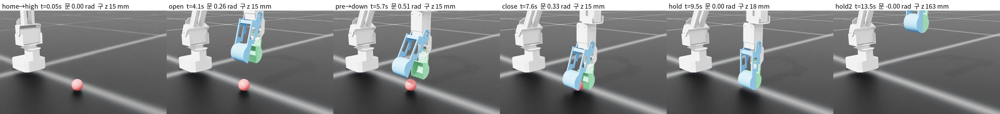 home→high t=0.05s 문 0.00 rad 구 z 15 mm
open t=4.1s 문 0.26 rad 구 z 15 mm
pre→down t=5.7s 문 0.51 rad 구 z 15 mm
close t=7.6s 문 0.33 rad 구 z 15 mm
hold t=9.5s 문 0.00 rad 구 z 18 mm
hold2 t=13.5s 문 -0.00 rad 구 z 163 mm